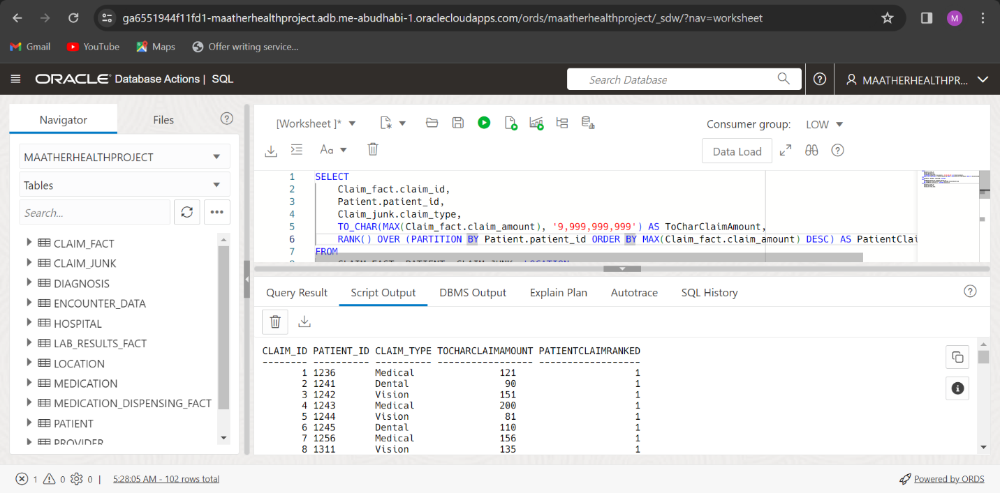 ga6551944f11fd1-maatherhealthproject.adb.me-abudhabi-1.oraclecloudapps.com/ords/maatherhealthproject/_sdw/?nav=worksheet
M
Gmail YouTube Maps Offer writing service...
ORACLE Database Actions | SQL
Search Database
MAATHERHEALTHPR...
Navigator Files
MAATHERHEALTHPROJECT
Tables
Search...
CLAIM_FACT
CLAIM_JUNK
DIAGNOSIS
ENCOUNTER_DATA
HOSPITAL
LAB_RESULTS_FACT
LOCATION
MEDICATION
MEDICATION_DISPENSING_FACT
PATIENT
PROVIDER
[Worksheet ]*
Consumer group: LOW
Aa
Data Load
1 SELECT
2 Claim_fact.claim_id,
3 Patient.patient_id,
4 Claim_junk.claim_type,
5 TO_CHAR(MAX(Claim_fact.claim_amount), '9,999,999,999') AS ToCharClaimAmount,
6 RANK() OVER (PARTITION BY Patient.patient_id ORDER BY MAX(Claim_fact.claim_amount) DESC) AS PatientClai
7 FROM
CLAIM_FACT, PATIENT, CLAIM_JUNK, LOCATION
Query Result Script Output DBMS Output Explain Plan Autotrace SQL History
CLAIM_ID PATIENT_ID CLAIM_TYPE TOCHARCLAIMAMOUNT PATIENTCLAIMRANKED
-------- ---------- ---------- ----------------- ------------------
1 1236 Medical 121 1
2 1241 Dental 90 1
3 1242 Vision 151 1
4 1243 Medical 200 1
5 1244 Vision 81 1
6 1245 Dental 110 1
7 1256 Medical 156 1
8 1311 Vision 135 1
1 0 0 | 5:28:05 AM - 102 rows total
Powered by ORDS